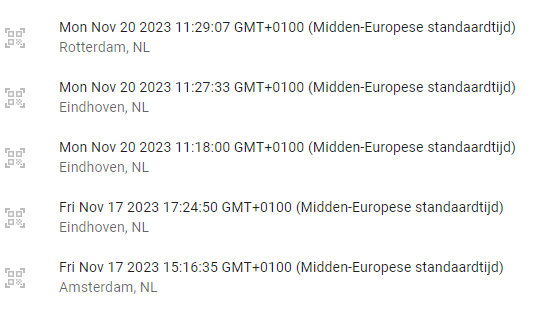 Mon Nov 20 2023 11:29:07 GMT+0100 (Midden-Europese standaardtijd)
Rotterdam, NL
Mon Nov 20 2023 11:27:33 GMT+0100 (Midden-Europese standaardtijd)
Eindhoven, NL
Mon Nov 20 2023 11:18:00 GMT+0100 (Midden-Europese standaardtijd)
Eindhoven, NL
Fri Nov 17 2023 17:24:50 GMT+0100 (Midden-Europese standaardtijd)
Eindhoven, NL
Fri Nov 17 2023 15:16:35 GMT+0100 (Midden-Europese standaardtijd)
Amsterdam, NL